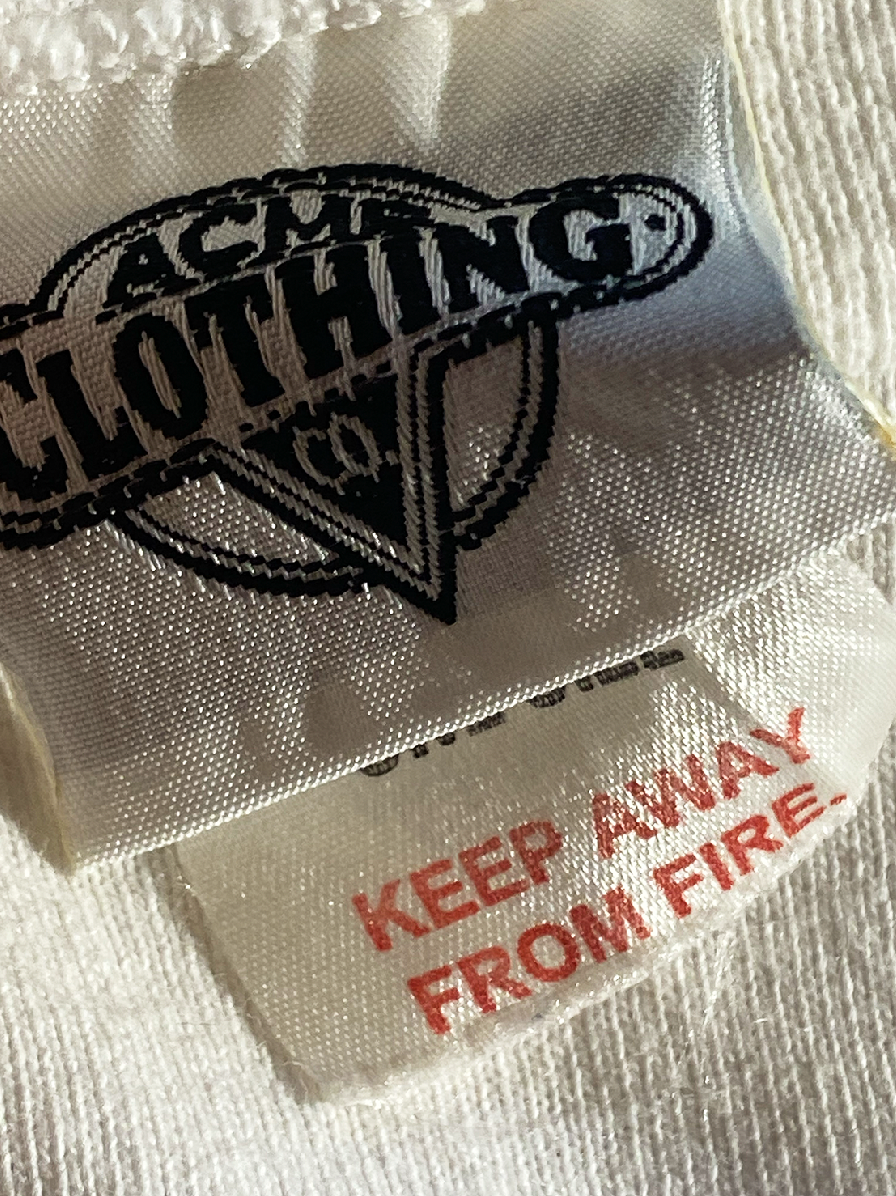 ACME
CLOTHING
CO.
KEEP AWAY
FROM FIRE.